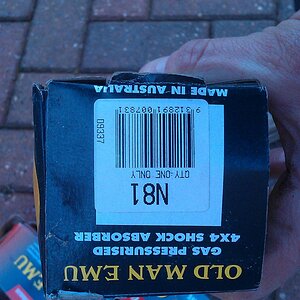 OLD MAN EMU
GAS PRESSURISED
4X4 SHOCK ABSORBER
N81
QTY-ONE ONLY
9 312891 007831
09337
MADE IN AUSTRALIA